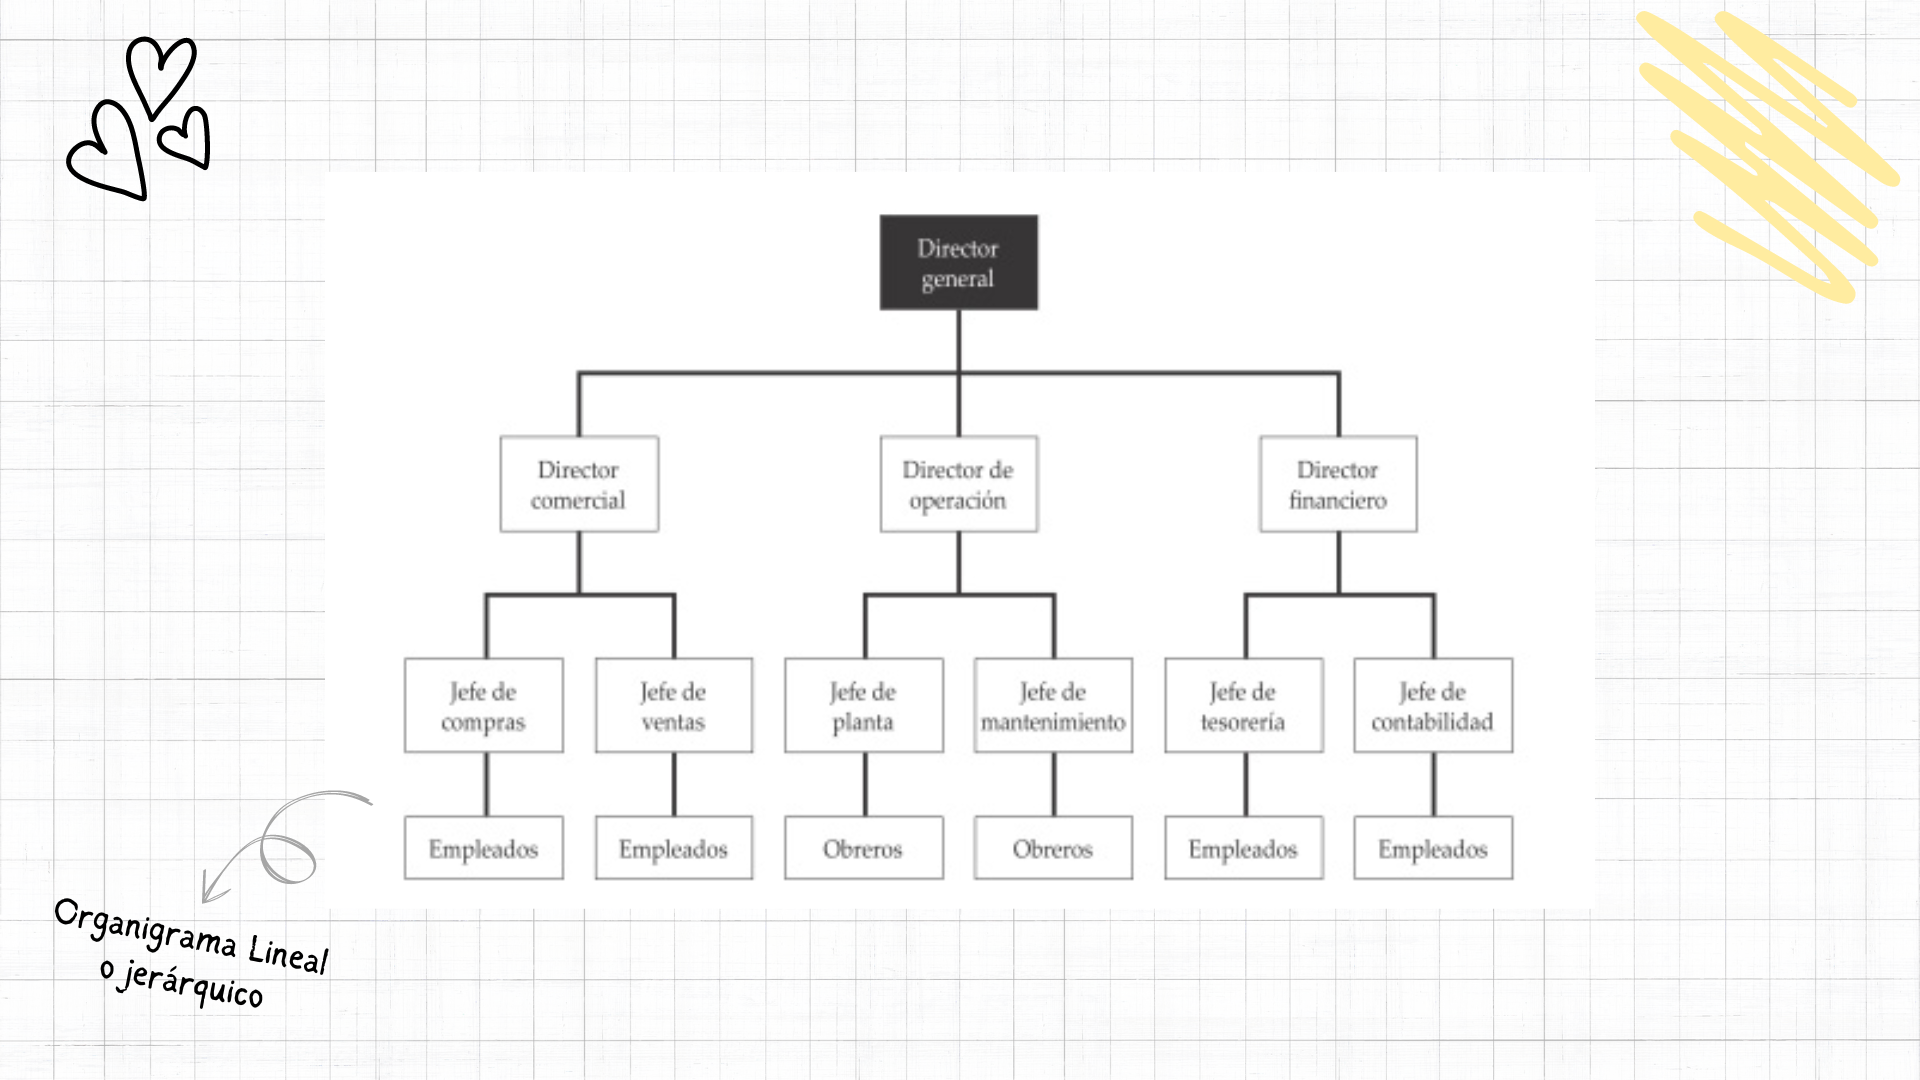 Director
general
Director
comercial
Director de
operación
Director
financiero
Jefe de
compras
Jefe de
ventas
Jefe de
planta
Jefe de
mantenimiento
Jefe de
tesorería
Jefe de
contabilidad
Empleados
Empleados
Obreros
Obreros
Empleados
Empleados
Organigrama Lineal
o jerárquico